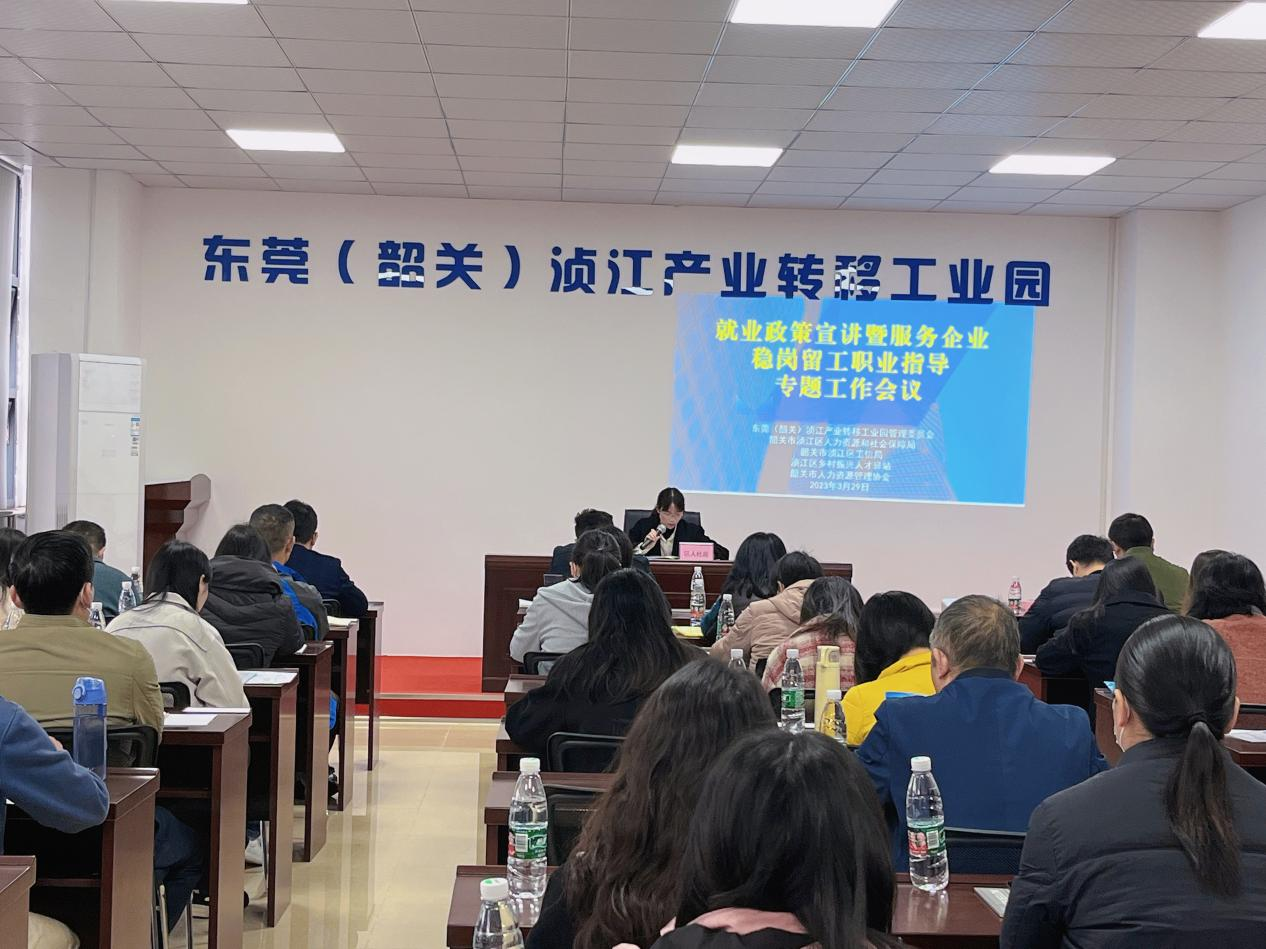 东莞（韶关）浈江产业转移工业园
就业政策宣讲暨服务企业
稳岗留工职业指导
专题工作会议
东莞（韶关）浈江产业转移工业园管理委员会
韶关市浈江区人力资源和社会保障局
韶关市浈江区工信局
浈江区乡村振兴人才驿站
韶关市人力资源管理协会
2023年3月29日
区人社局